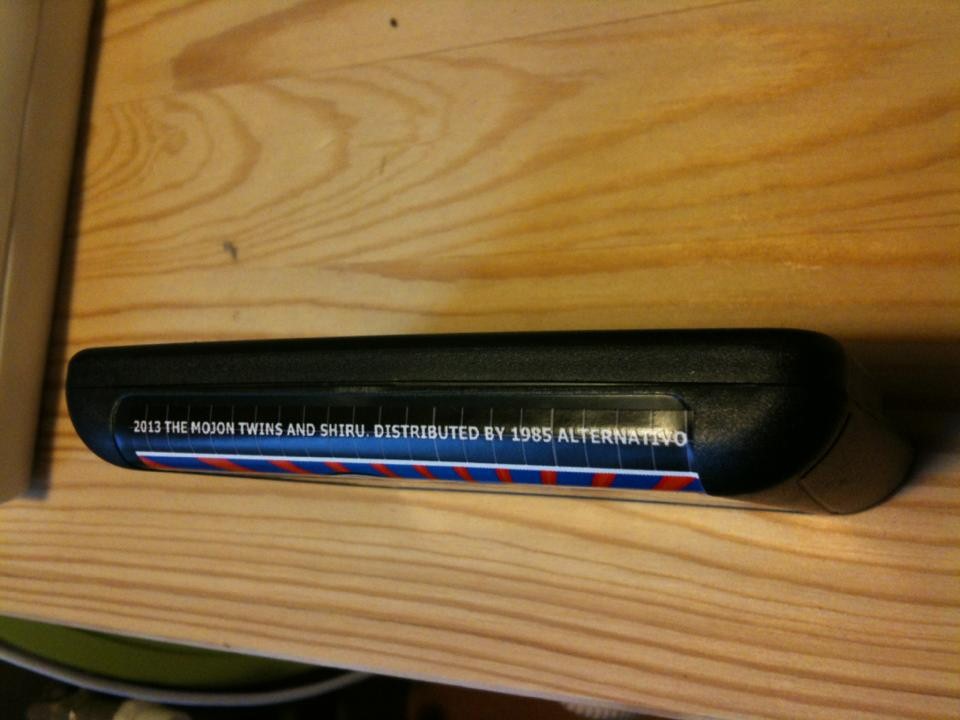 2013 THE MOJON TWINS AND SHIRU. DISTRIBUTED BY 1985 ALTERNATIVO